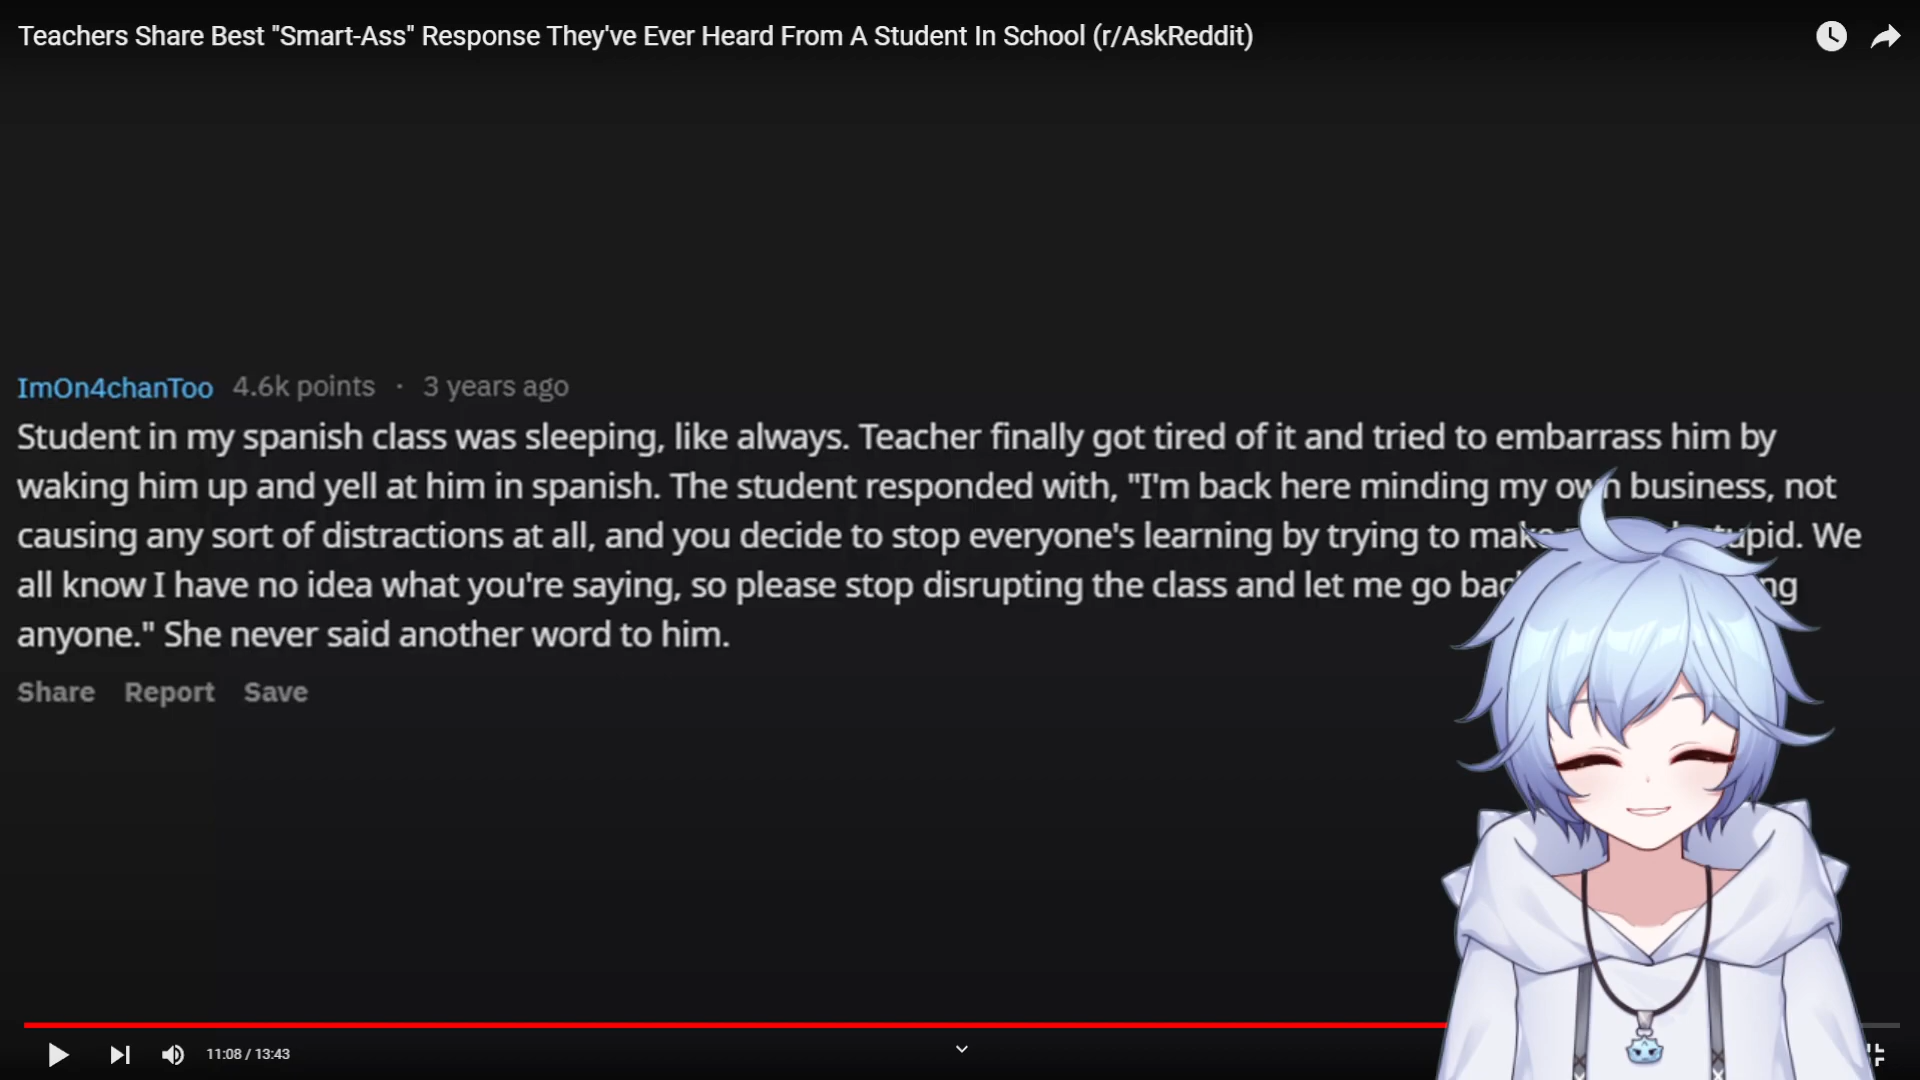 Teachers Share Best "Smart-Ass" Response They've Ever Heard From A Student In School (r/AskReddit)
ImOn4chanToo 4.6k points · 3 years ago
Student in my spanish class was sleeping, like always. Teacher finally got tired of it and tried to embarrass him by
waking him up and yell at him in spanish. The student responded with, "I'm back here minding my own business, not
causing any sort of distractions at all, and you decide to stop everyone's learning by trying to make We
all know I have no idea what you're saying, so please stop disrupting the class and let me go
anyone." She never said another word to him.
Share Report Save
11:08 / 13:43